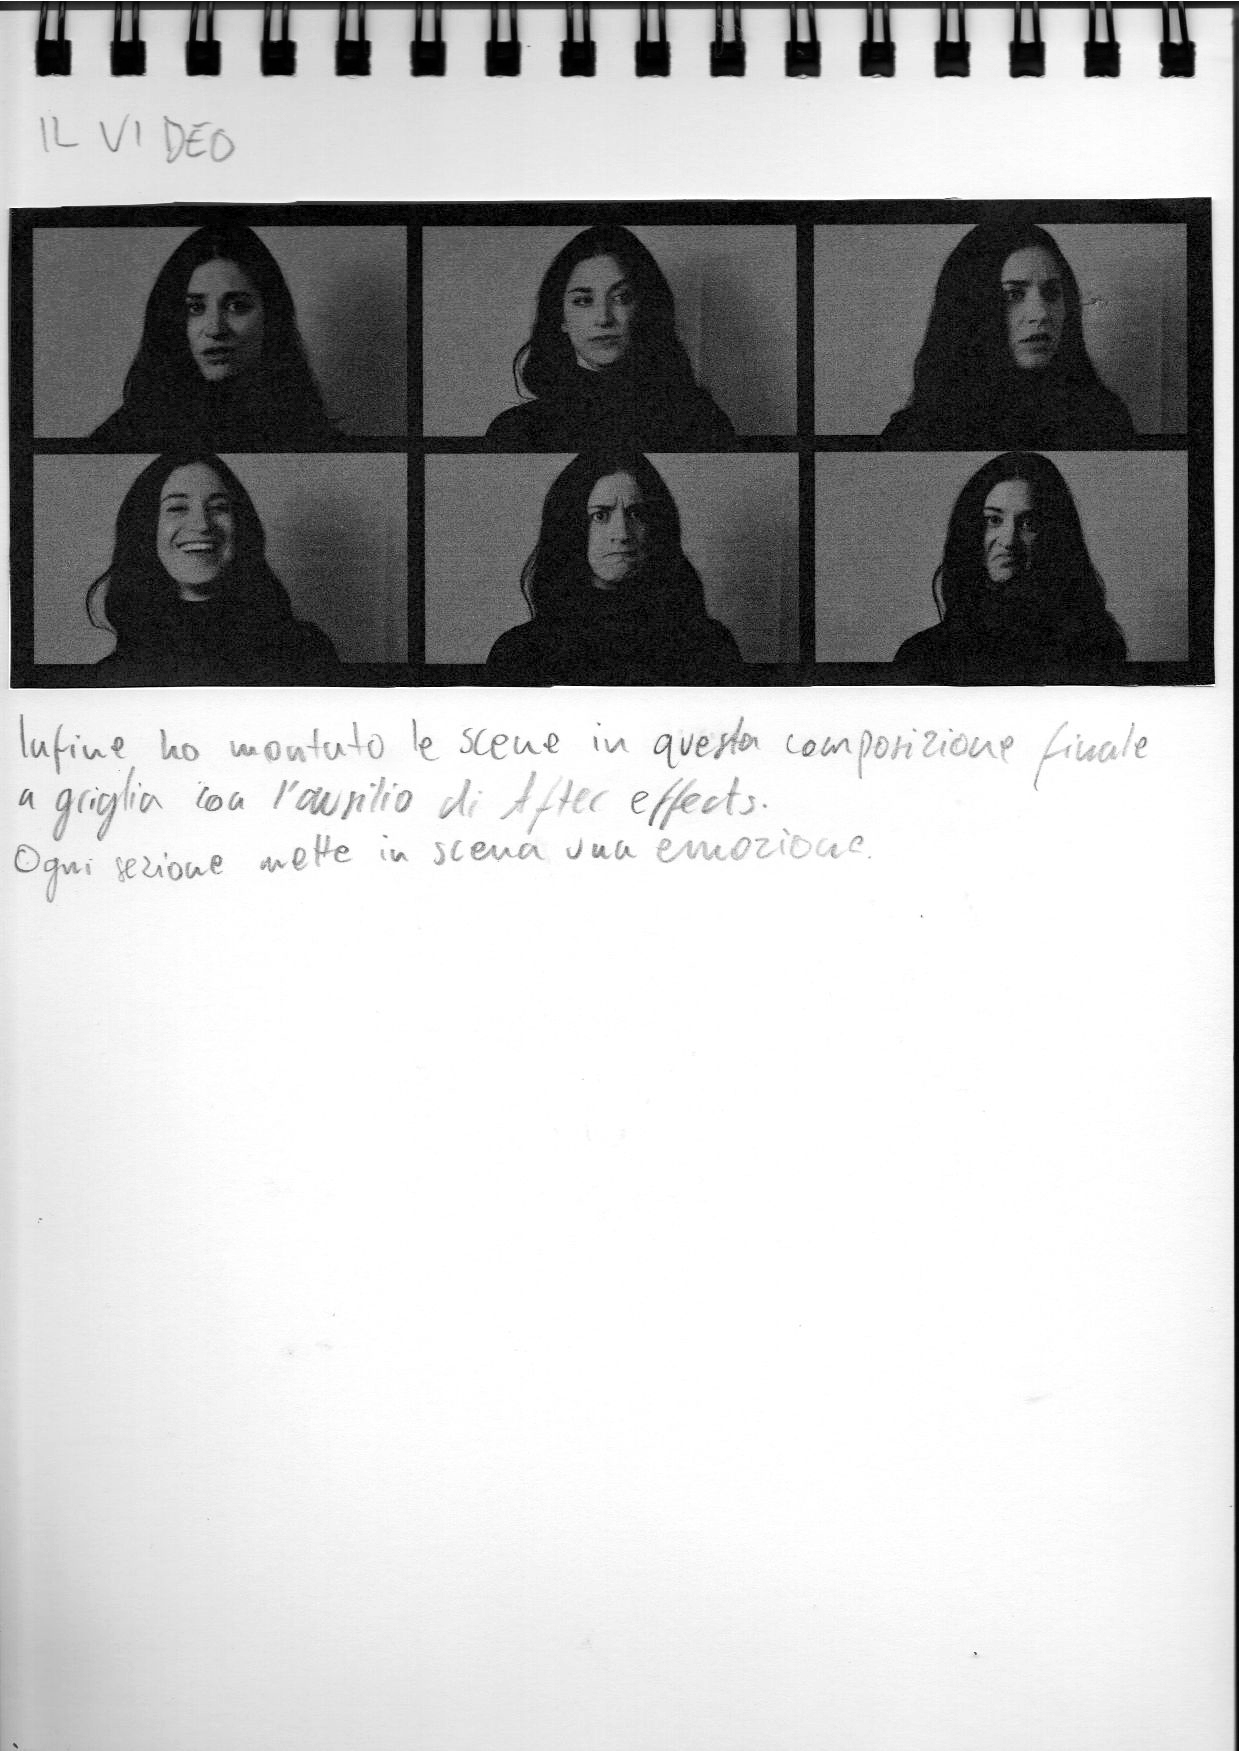 IL VIDEO
Infine ho montato le scene in questa composizione finale
a griglia con l'ausilio di After effects.
Ogni sezione mette in scena una emozione.